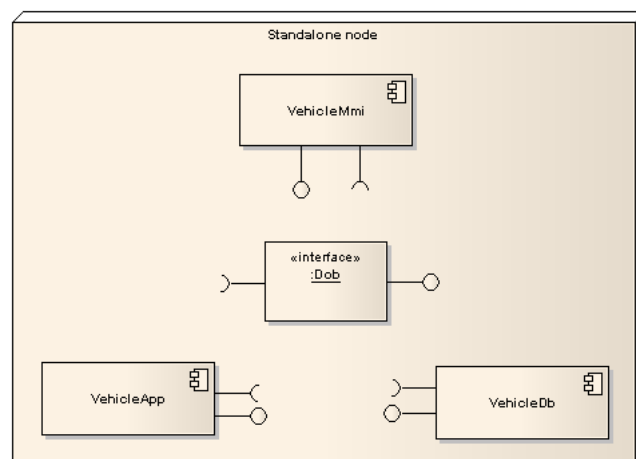 Standalone node
VehicleMmi
«interface»
:Dob
VehicleApp
VehicleDb